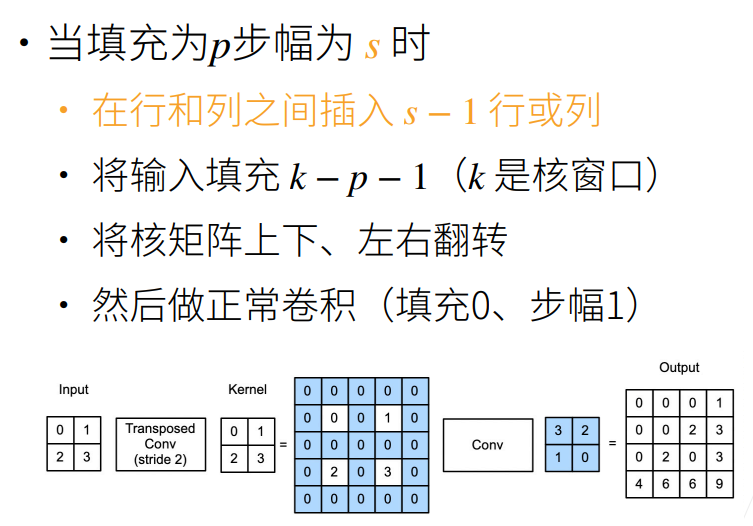 • 当填充为p步幅为 s 时
• 在行和列之间插入 s − 1 行或列
• 将输入填充 k − p − 1（k 是核窗口）
• 将核矩阵上下、左右翻转
• 然后做正常卷积（填充0、步幅1）
Input
0 1
2 3
Transposed
Conv
(stride 2)
Kernel
0 1
2 3
=
0 0 0 0 0
0 0 0 1 0
0 0 0 0 0
0 2 0 3 0
0 0 0 0 0
Conv
3 2
1 0
=
Output
0 0 0 1
0 0 2 3
0 2 0 3
4 6 6 9